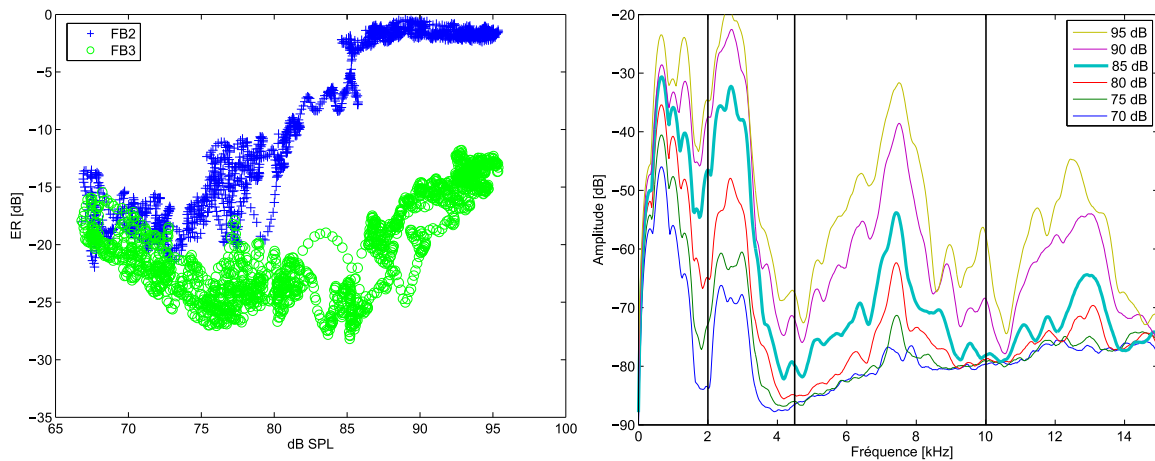 FB2
FB3
0
−5
−10
−15
−20
−25
−30
−35
ER [dB]
65 70 75 80 85 90 95 100
dB SPL
95 dB
90 dB
85 dB
80 dB
75 dB
70 dB
−20
−30
−40
−50
−60
−70
−80
−90
Amplitude [dB]
0 2 4 6 8 10 12 14
Fréquence [kHz]